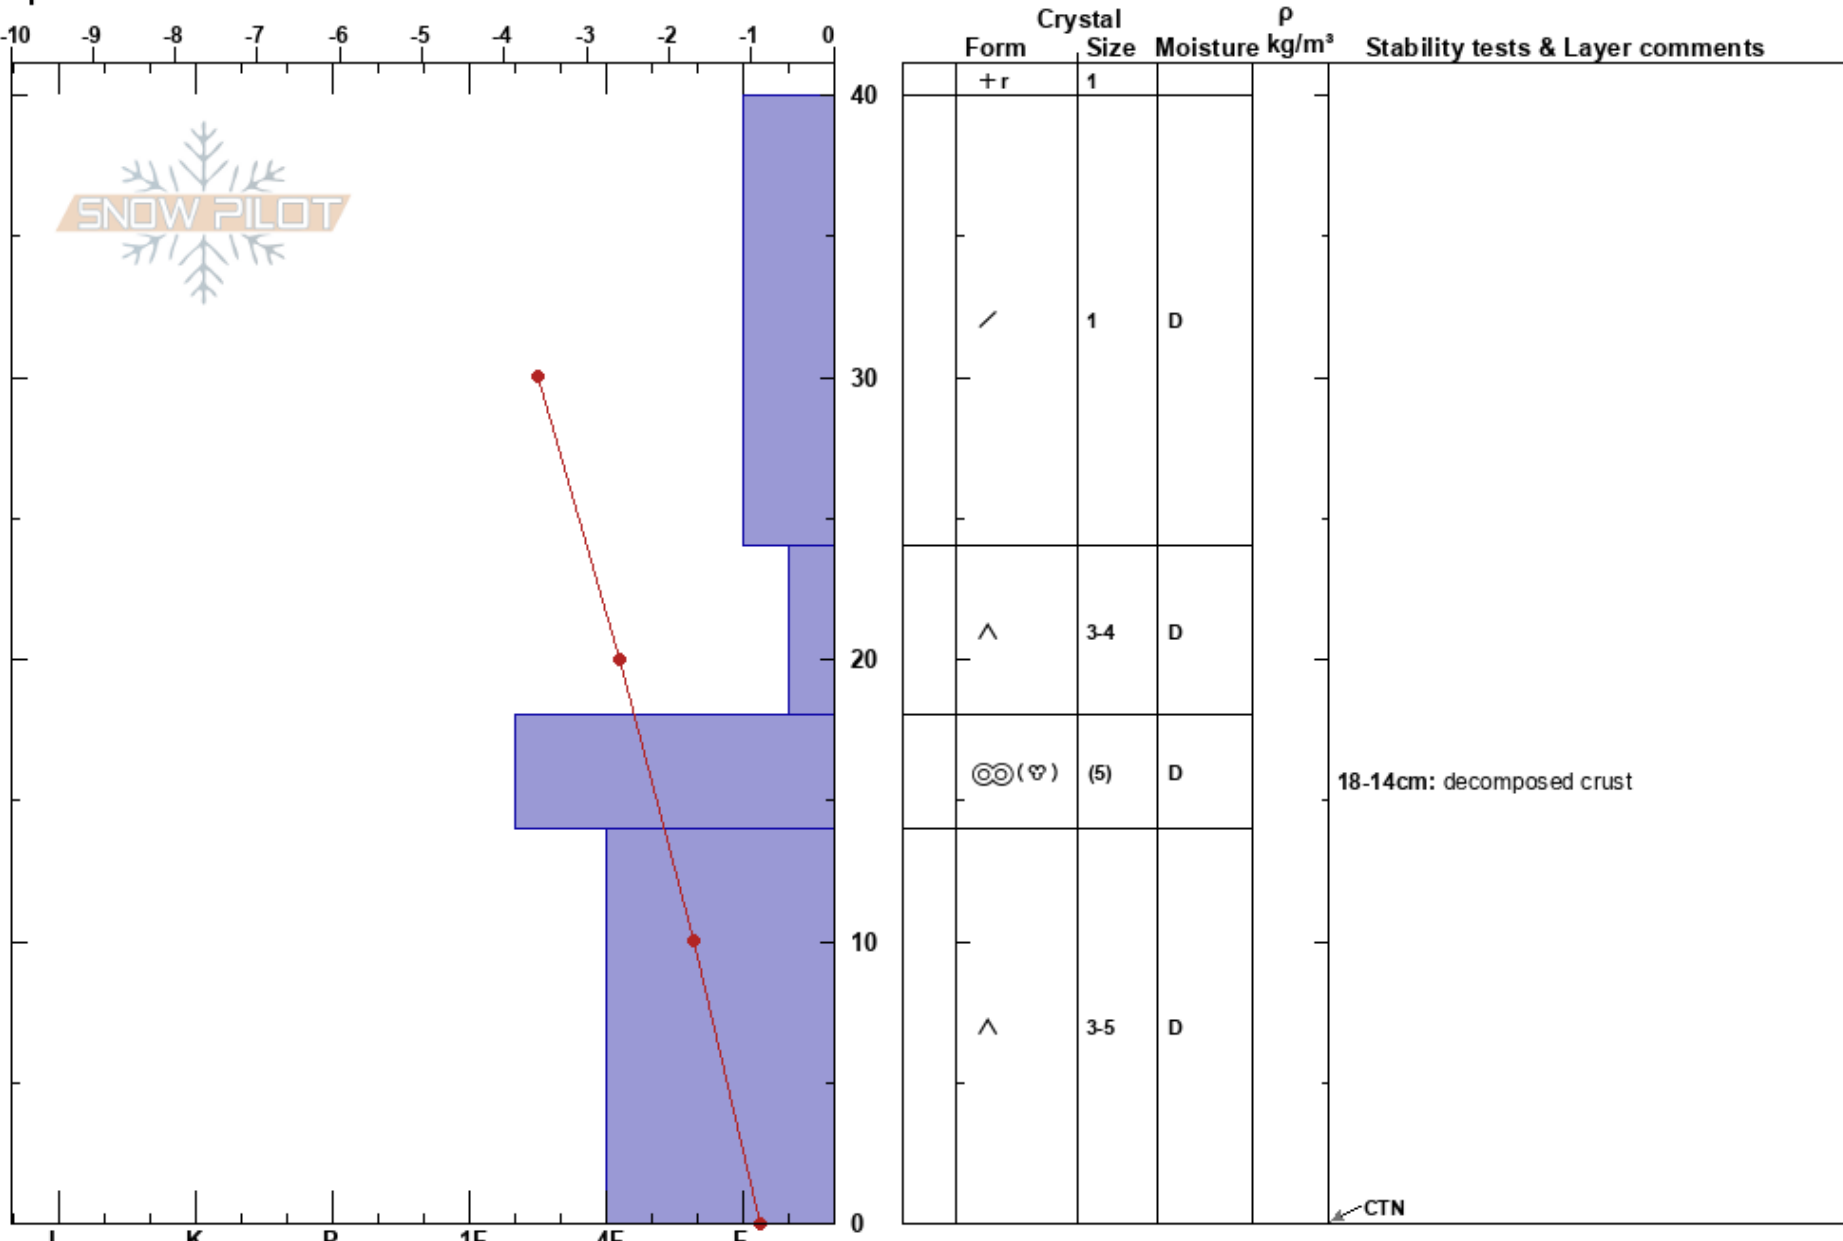 Crystal ρ
-10 -9 -8 -7 -6 -5 -4 -3 -2 -1 0 Form Size Moisture kg/m³ Stability tests & Layer comments
+ r 1
40
SNOW PILOT
/ 1 D
30
∧ 3-4 D
20
(5) D
18-14cm: decomposed crust
10
∧ 3-5 D
CTN
0
I K P 1F 4F F